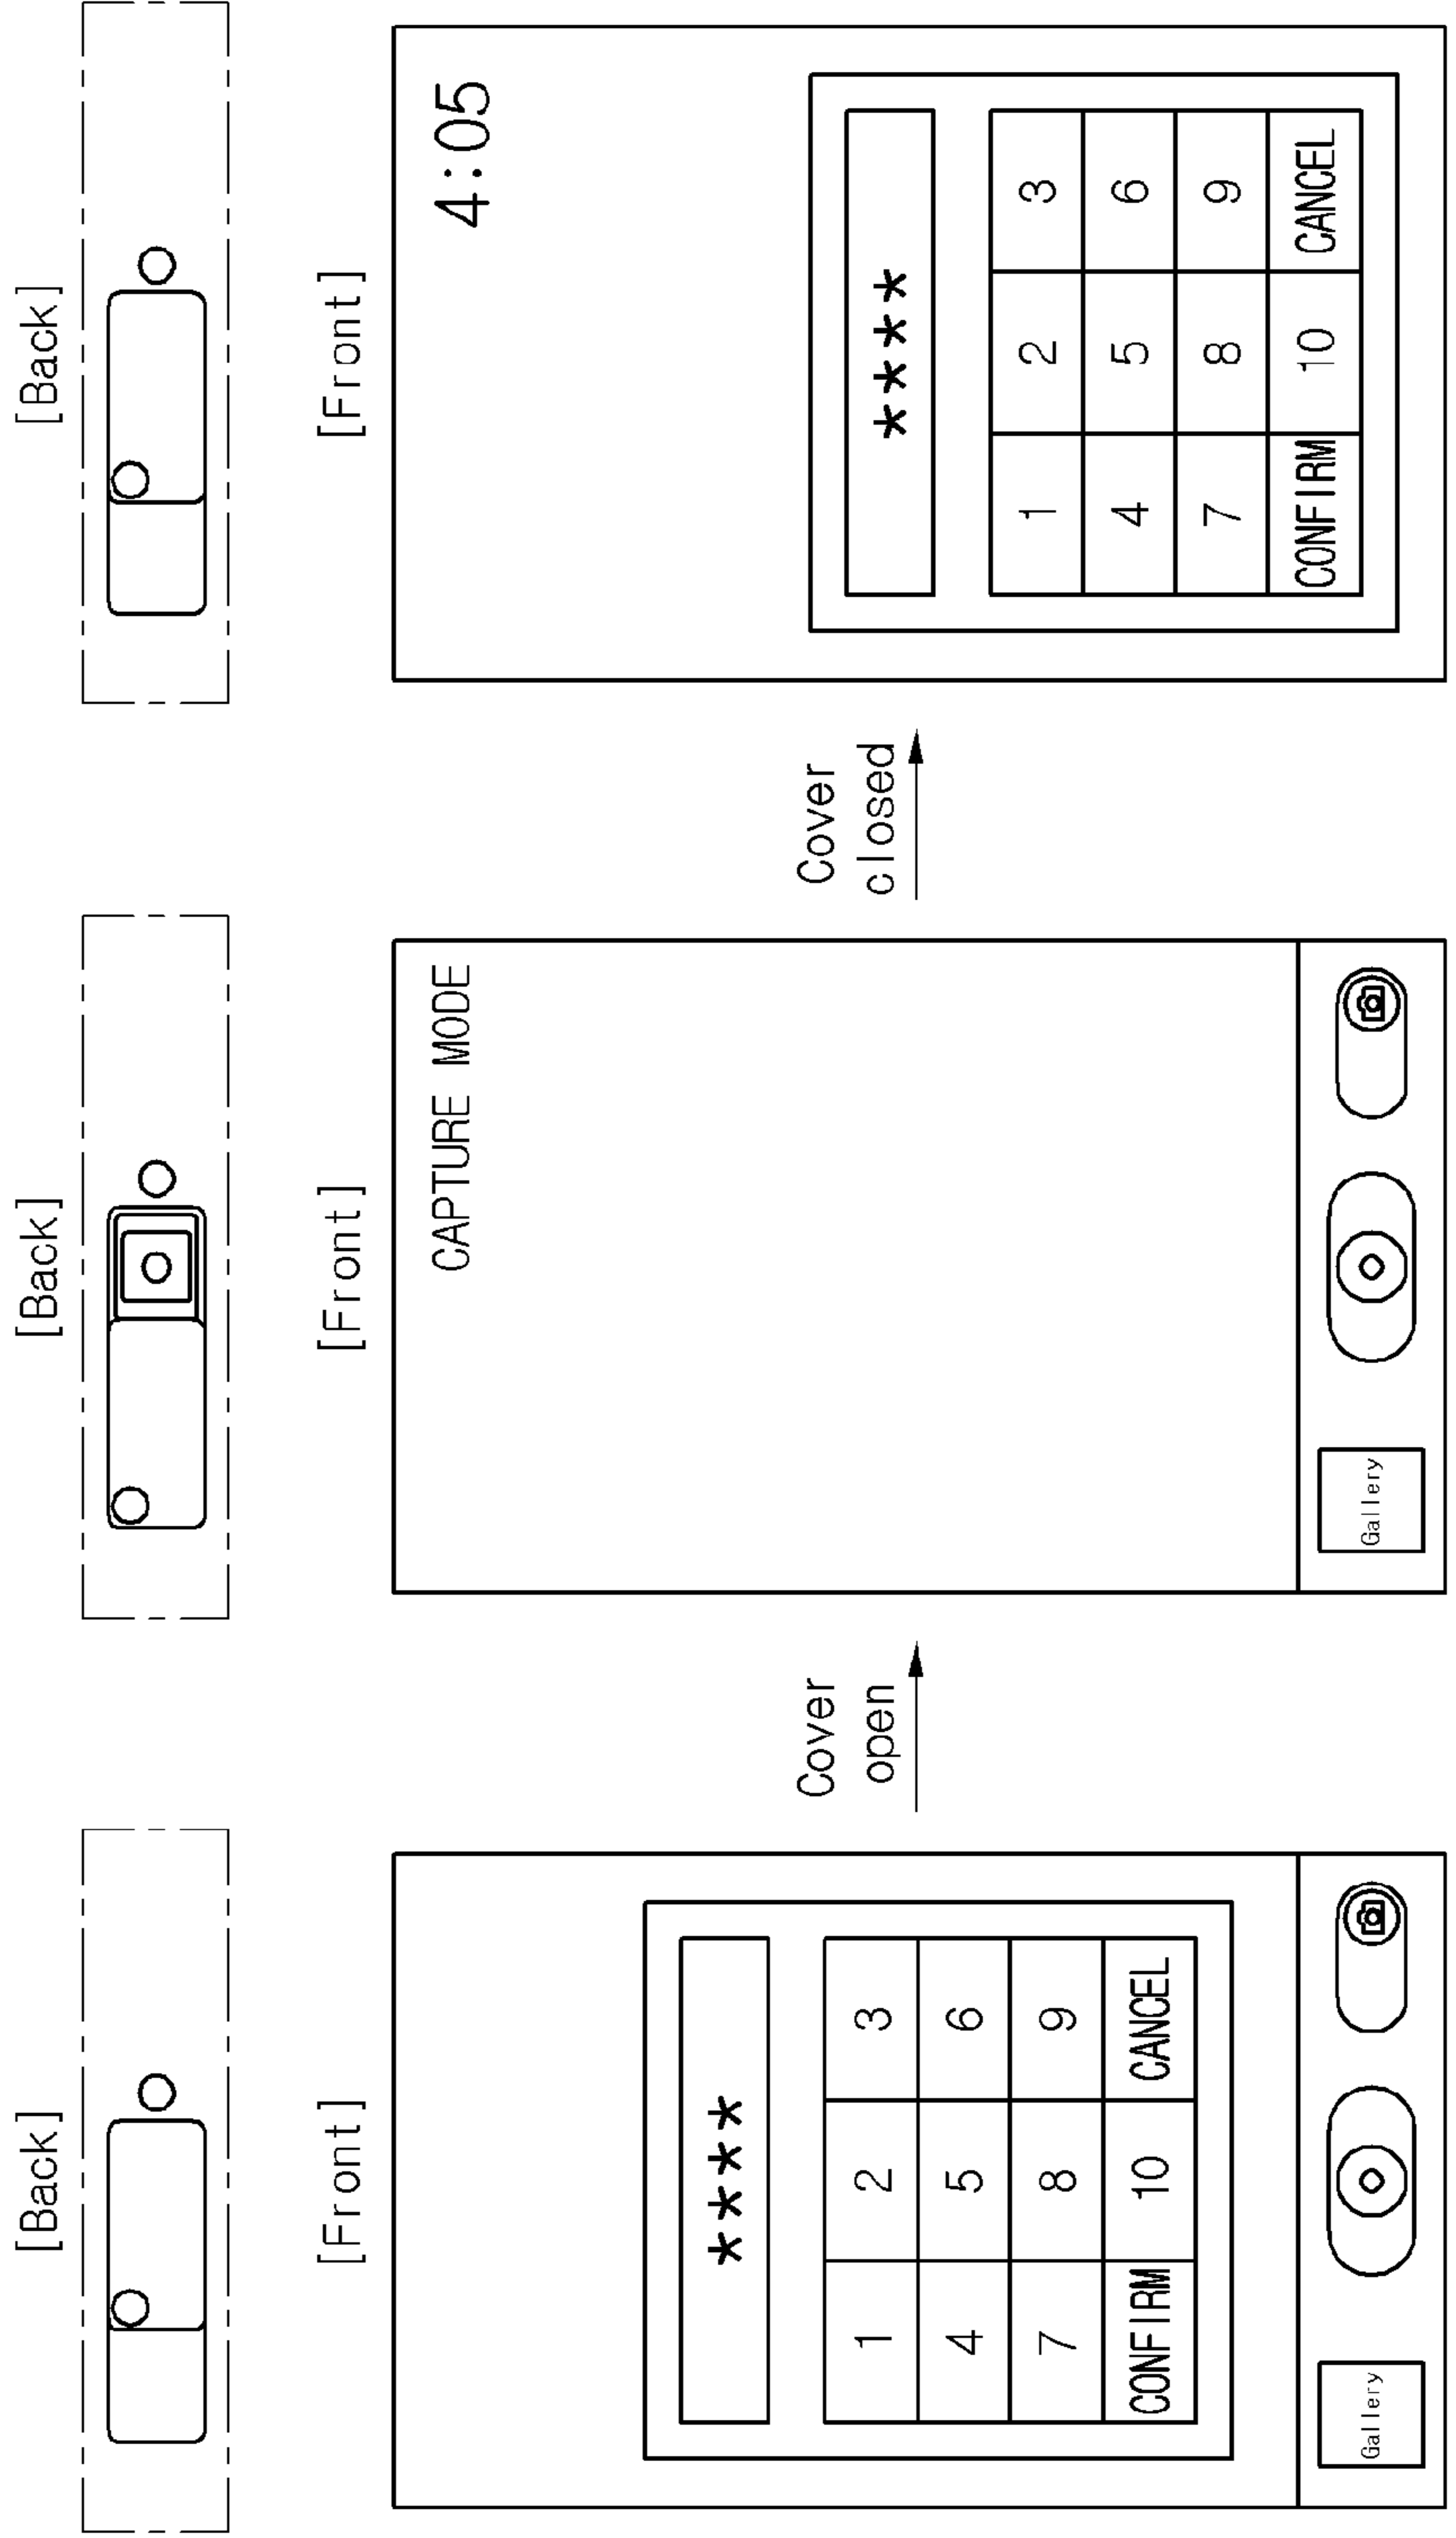 [Back]
[Front]
****
1 2 3
4 5 6
7 8 9
CONFIRM 10 CANCEL
Gallery
Cover
open
[Back]
[Front]
CAPTURE MODE
Gallery
Cover
closed
[Back]
[Front]
4:05
****
1 2 3
4 5 6
7 8 9
CONFIRM 10 CANCEL